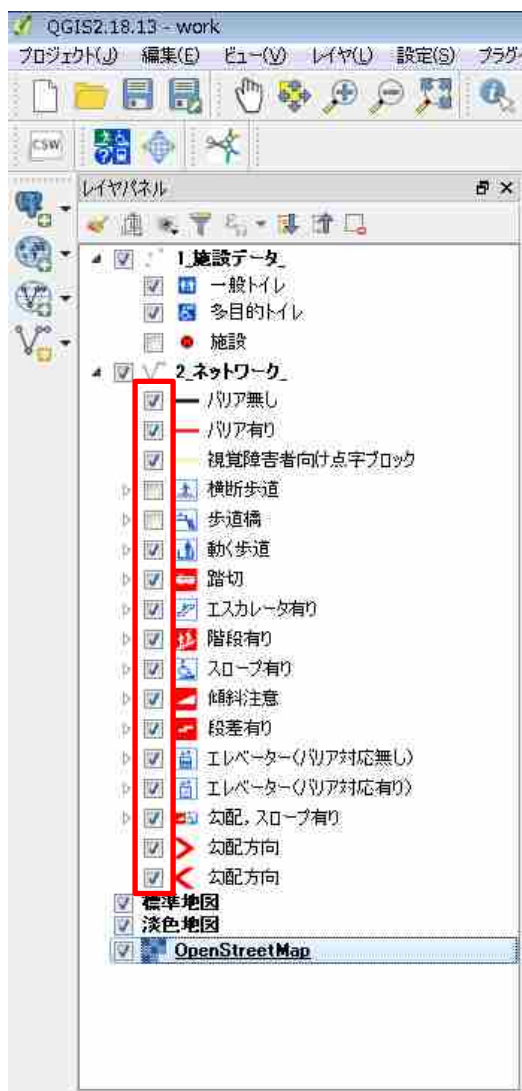 QGIS2.18.13 - work
プロジェクト(J) 編集(E) ビュー(V) レイヤ(L) 設定(S) プラグ
CSW
レイヤパネル
1_施設データ_
一般トイレ
多目的トイレ
施設
2_ネットワーク_
バリア無し
バリア有り
視覚障害者向け点字ブロック
横断歩道
歩道橋
動く歩道
踏切
エスカレータ有り
階段有り
スロープ有り
傾斜注意
段差有り
エレベーター(バリア対応無し)
エレベーター(バリア対応有り)
勾配, スロープ有り
勾配方向
勾配方向
標準地図
淡色地図
OpenStreetMap